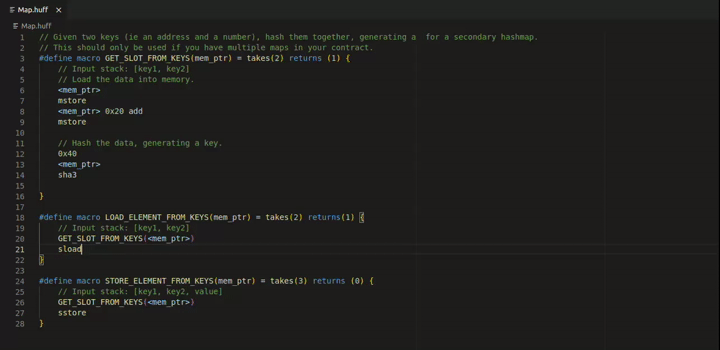 Map.huff ×
Map.huff
1 // Given two keys (ie an address and a number), hash them together, generating a  for a secondary hashmap.
2 // This should only be used if you have multiple maps in your contract.
3 #define macro GET_SLOT_FROM_KEYS(mem_ptr) = takes(2) returns (1) {
4 // Input stack: [key1, key2]
5 // Load the data into memory.
6 <mem_ptr>
7 mstore
8 <mem_ptr> 0x20 add
9 mstore
10
11 // Hash the data, generating a key.
12 0x40
13 <mem_ptr>
14 sha3
15
16 }
17
18 #define macro LOAD_ELEMENT_FROM_KEYS(mem_ptr) = takes(2) returns(1) {
19 // Input stack: [key1, key2]
20 GET_SLOT_FROM_KEYS(<mem_ptr>)
21 sload
22 }
23
24 #define macro STORE_ELEMENT_FROM_KEYS(mem_ptr) = takes(3) returns (0) {
25 // Input stack: [key1, key2, value]
26 GET_SLOT_FROM_KEYS(<mem_ptr>)
27 sstore
28 }